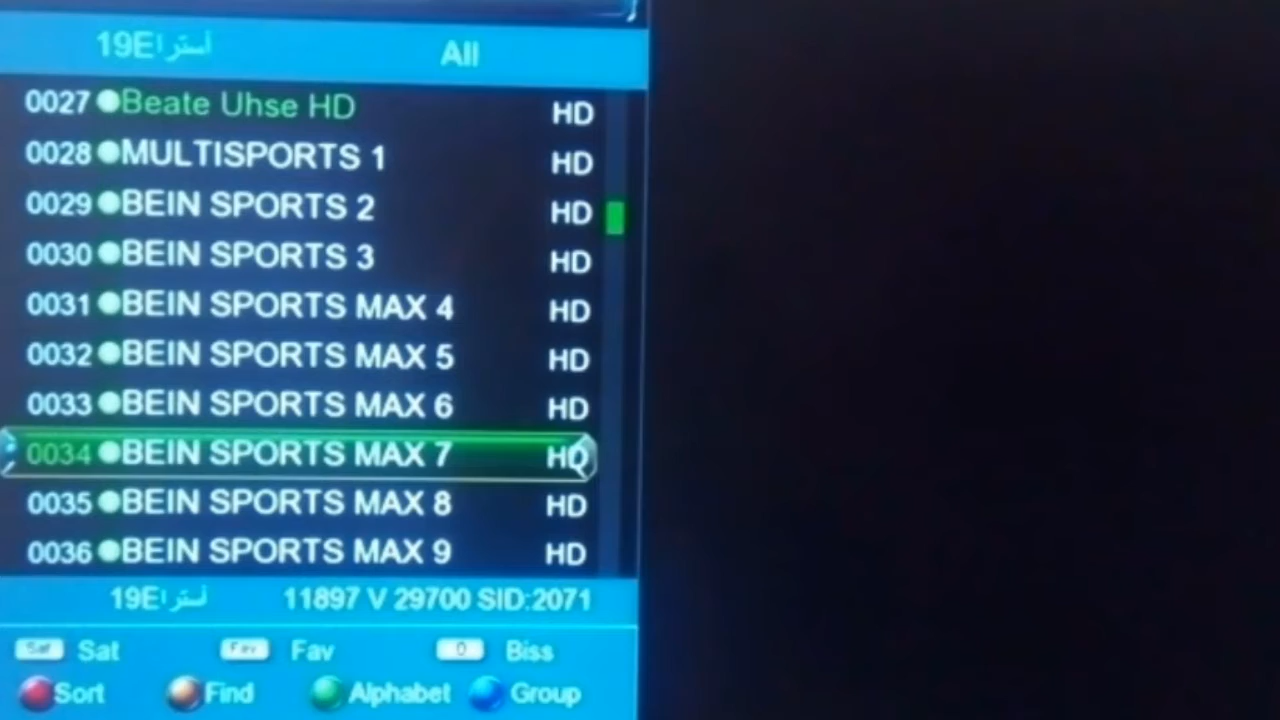 أسترا19E All
0027 Beate Uhse HD HD
0028 MULTISPORTS 1 HD
0029 BEIN SPORTS 2 HD
0030 BEIN SPORTS 3 HD
0031 BEIN SPORTS MAX 4 HD
0032 BEIN SPORTS MAX 5 HD
0033 BEIN SPORTS MAX 6 HD
0034 BEIN SPORTS MAX 7 HD
0035 BEIN SPORTS MAX 8 HD
0036 BEIN SPORTS MAX 9 HD
أسترا19E 11897 V 29700 SID:2071
Sat Sat Fav Fav 0 Biss
Sort Find Alphabet Group